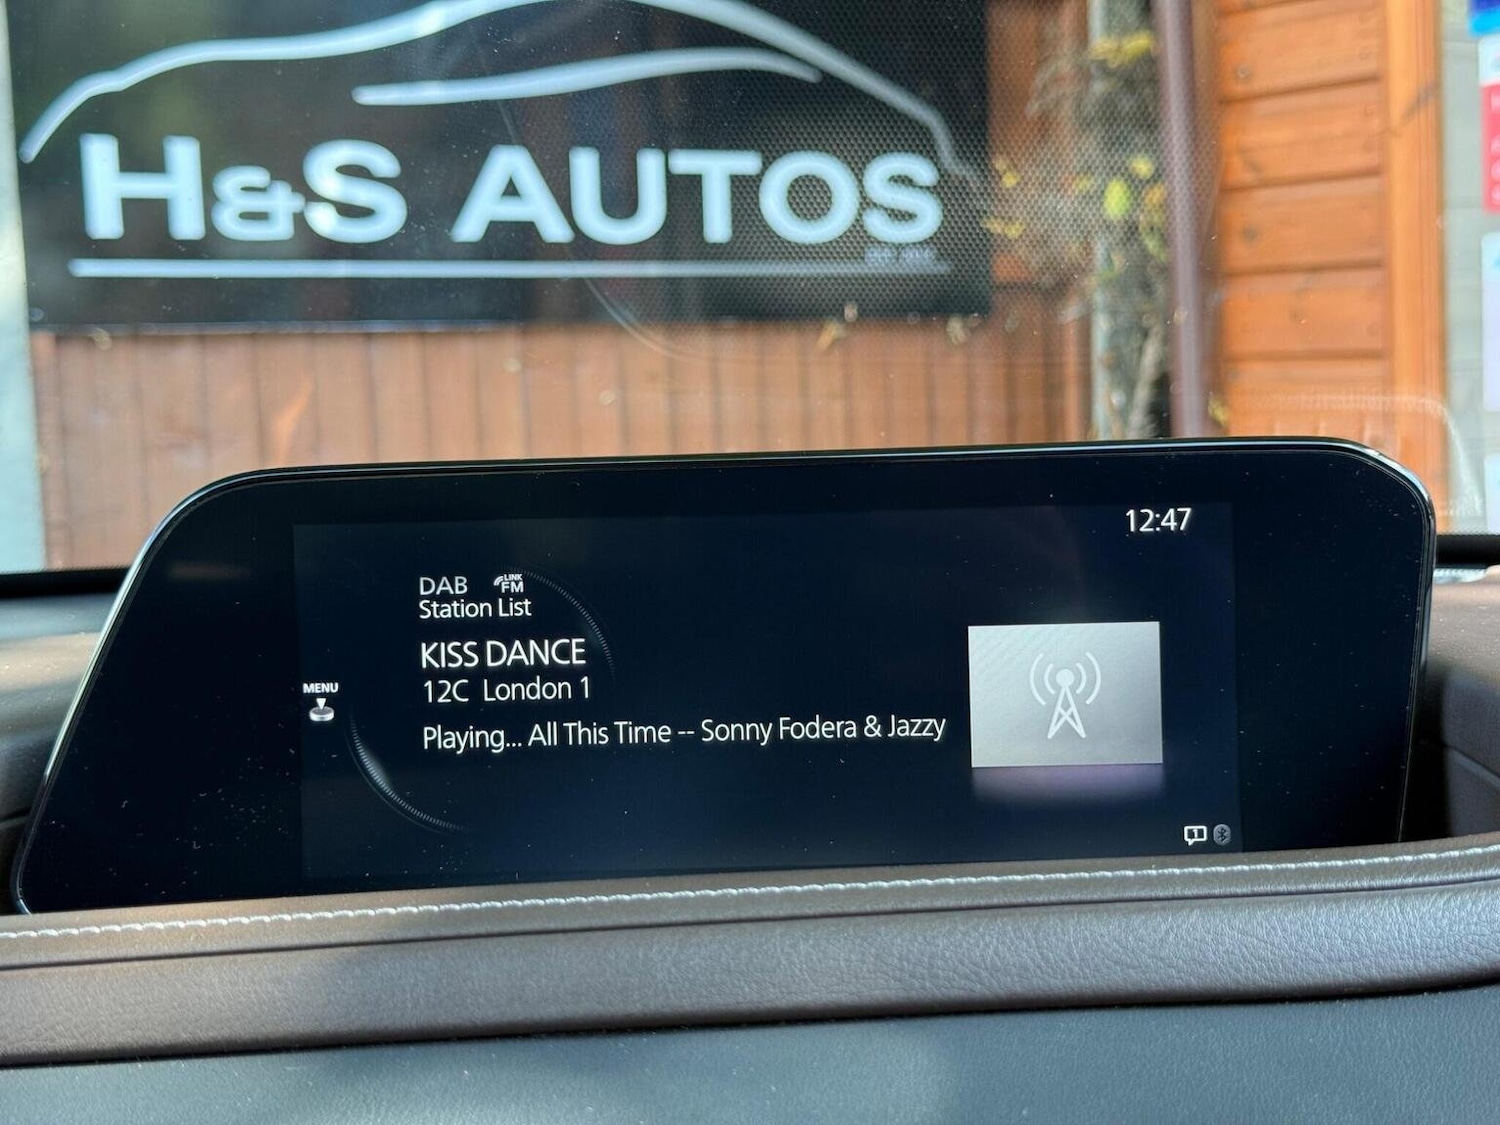 H&S AUTOS
12:47
DAB LINK FM
Station List
KISS DANCE
12C London 1
MENU
Playing... All This Time -- Sonny Fodera & Jazzy
1